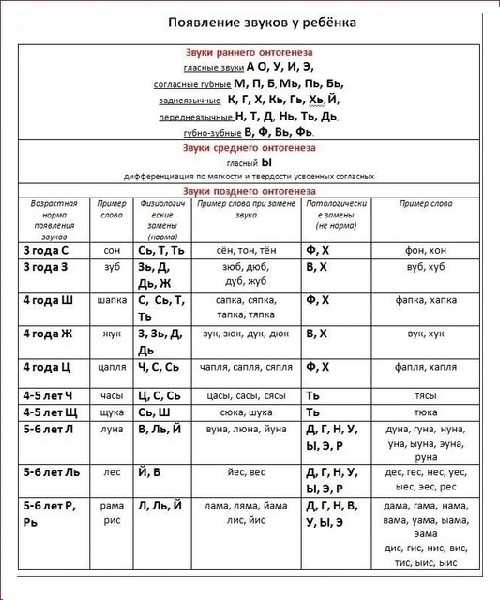 Появление звуков у ребёнка
Звуки раннего онтогенеза
гласные звуки А О, У, И, Э,
согласные губные М, П, Б, Мь, Пь, Бь,
заднеязычные К, Г, Х, Кь, Гь, Хь, Й,
переднеязычные Н, Т, Д, Нь, Ть, Дь,
губно-зубные В, Ф, Вь, Фь.
Звуки среднего онтогенеза
гласный Ы
дифференциация по мягкости и твердости усвоенных согласных
Звуки позднего онтогенеза
Возрастная норма появления звуков
Пример слова
Физиологические замены (норма)
Пример слова при замене звука
Патологические замены (не норма)
Пример слова
3 года С
сон
Сь, Т, Ть
сён, тон, тён
Ф, Х
фон, хон
3 года З
зуб
Зь, Д,
Дь, Ж
зюб, дюб,
дуб, жуб
В, Х
вуб, хуб
4 года Ш
шапка
С, Сь, Т,
Ть
сапка, сяпка,
тапка, тяпка
Ф, Х
фапка, хапка
4 года Ж
жук
З, Зь, Д,
Дь
зук, зюк, дук, дюк
В, Х
вук, хук
4 года Ц
цапля
Ч, С, Сь
чапля, сапля, сяпля
Ф, Х
фапля, хапля
4-5 лет Ч
часы
Ц, С, Сь
цасы, сасы, сясы
Ть
тясы
4-5 лет Щ
щука
Сь, Ш
сюка, шука
Ть
тюка
5-6 лет Л
луна
В, Ль, Й
вуна, люна, йуна
Д, Г, Н, У,
Ы, Э, Р
дуна, гуна, нуна,
уна, ыуна, эуна,
руна
5-6 лет Ль
лес
Й, В
йес, вес
Д, Г, Н, У,
Ы, Э, Р
дес, гес, нес, уес,
ыес, эес, рес
5-6 лет Р,
Рь
рама
рис
Л, Ль, Й
лама, ляма, йама
лис, йис
Д, Г, Н, В,
У, Ы, Э
дама, гама, нама,
вама, уама, ыама,
эама
дис, гис, нис, вис,
тис, ыис, ьис